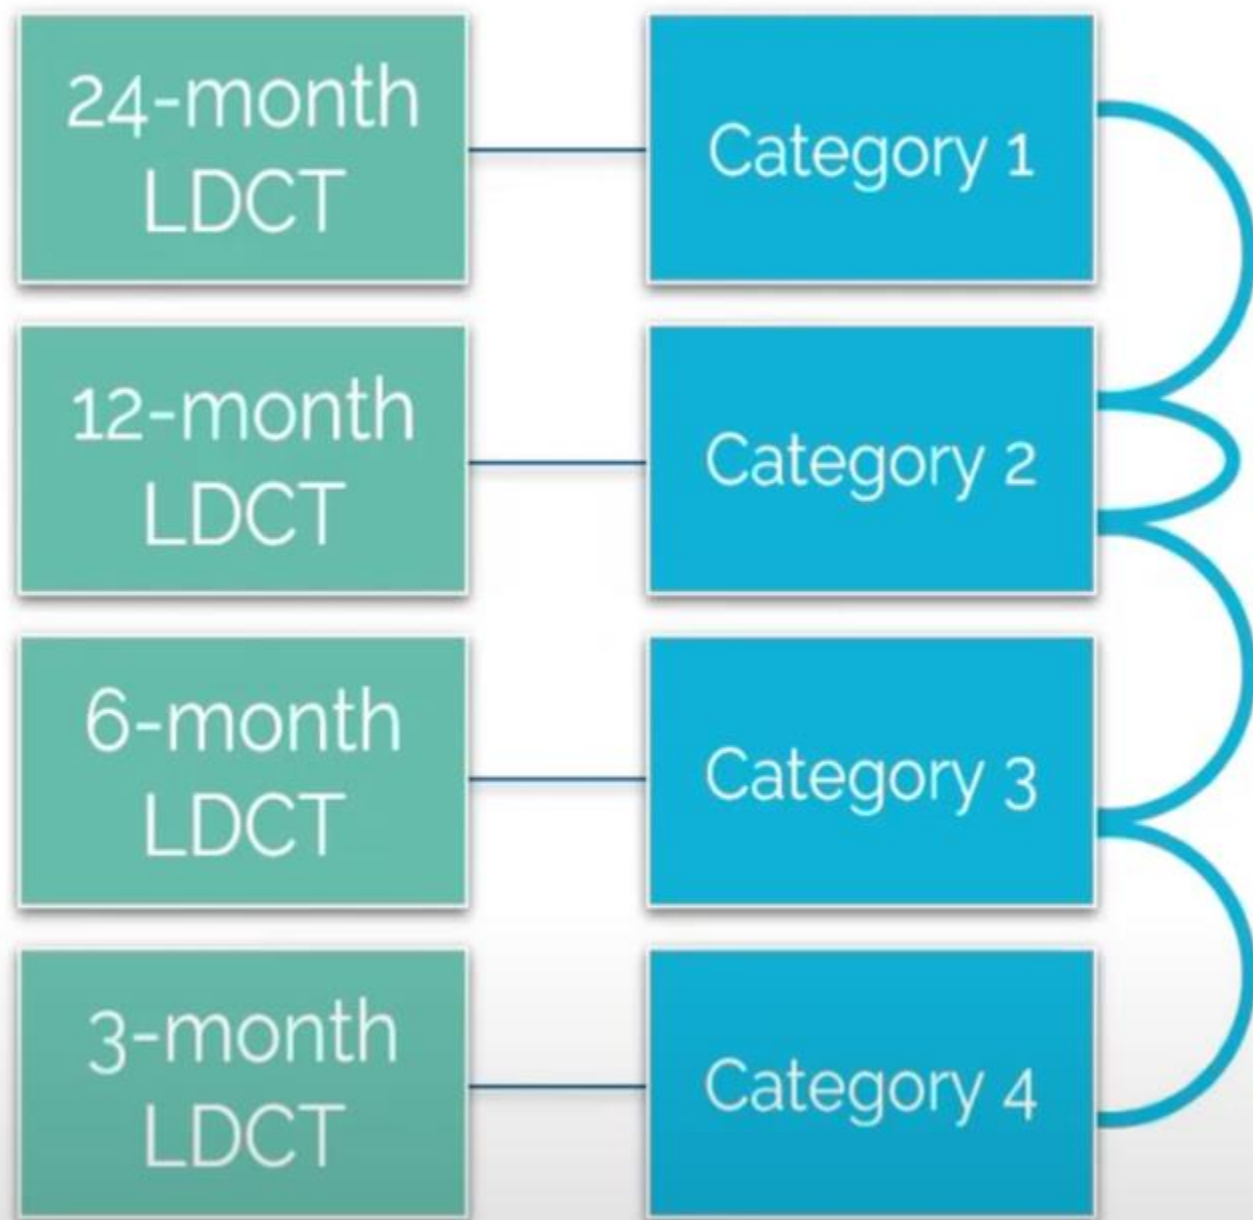 24-month
LDCT
Category 1
12-month
LDCT
Category 2
6-month
LDCT
Category 3
3-month
LDCT
Category 4